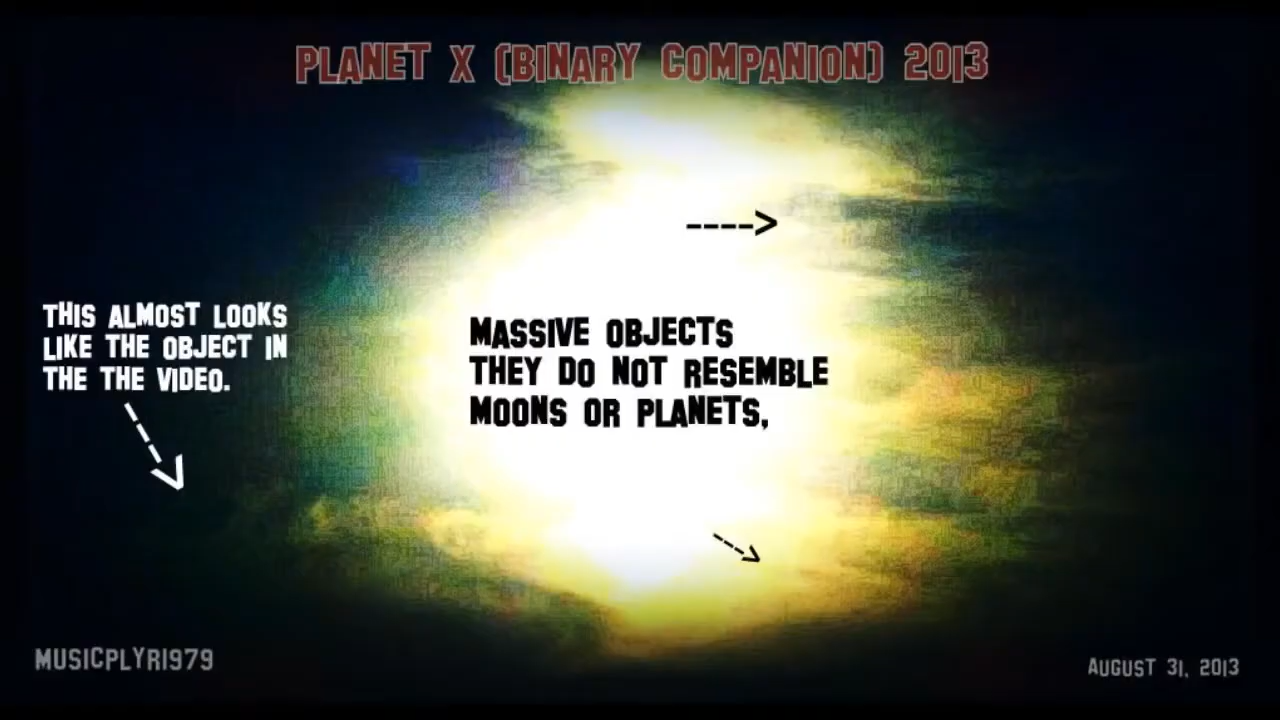 PLANET X (BINARY COMPANION) 2013
---->
THIS ALMOST LOOKS
LIKE THE OBJECT IN
THE THE VIDEO.
MASSIVE OBJECTS
THEY DO NOT RESEMBLE
MOONS OR PLANETS,
MUSICPLYR1979
AUGUST 31, 2013